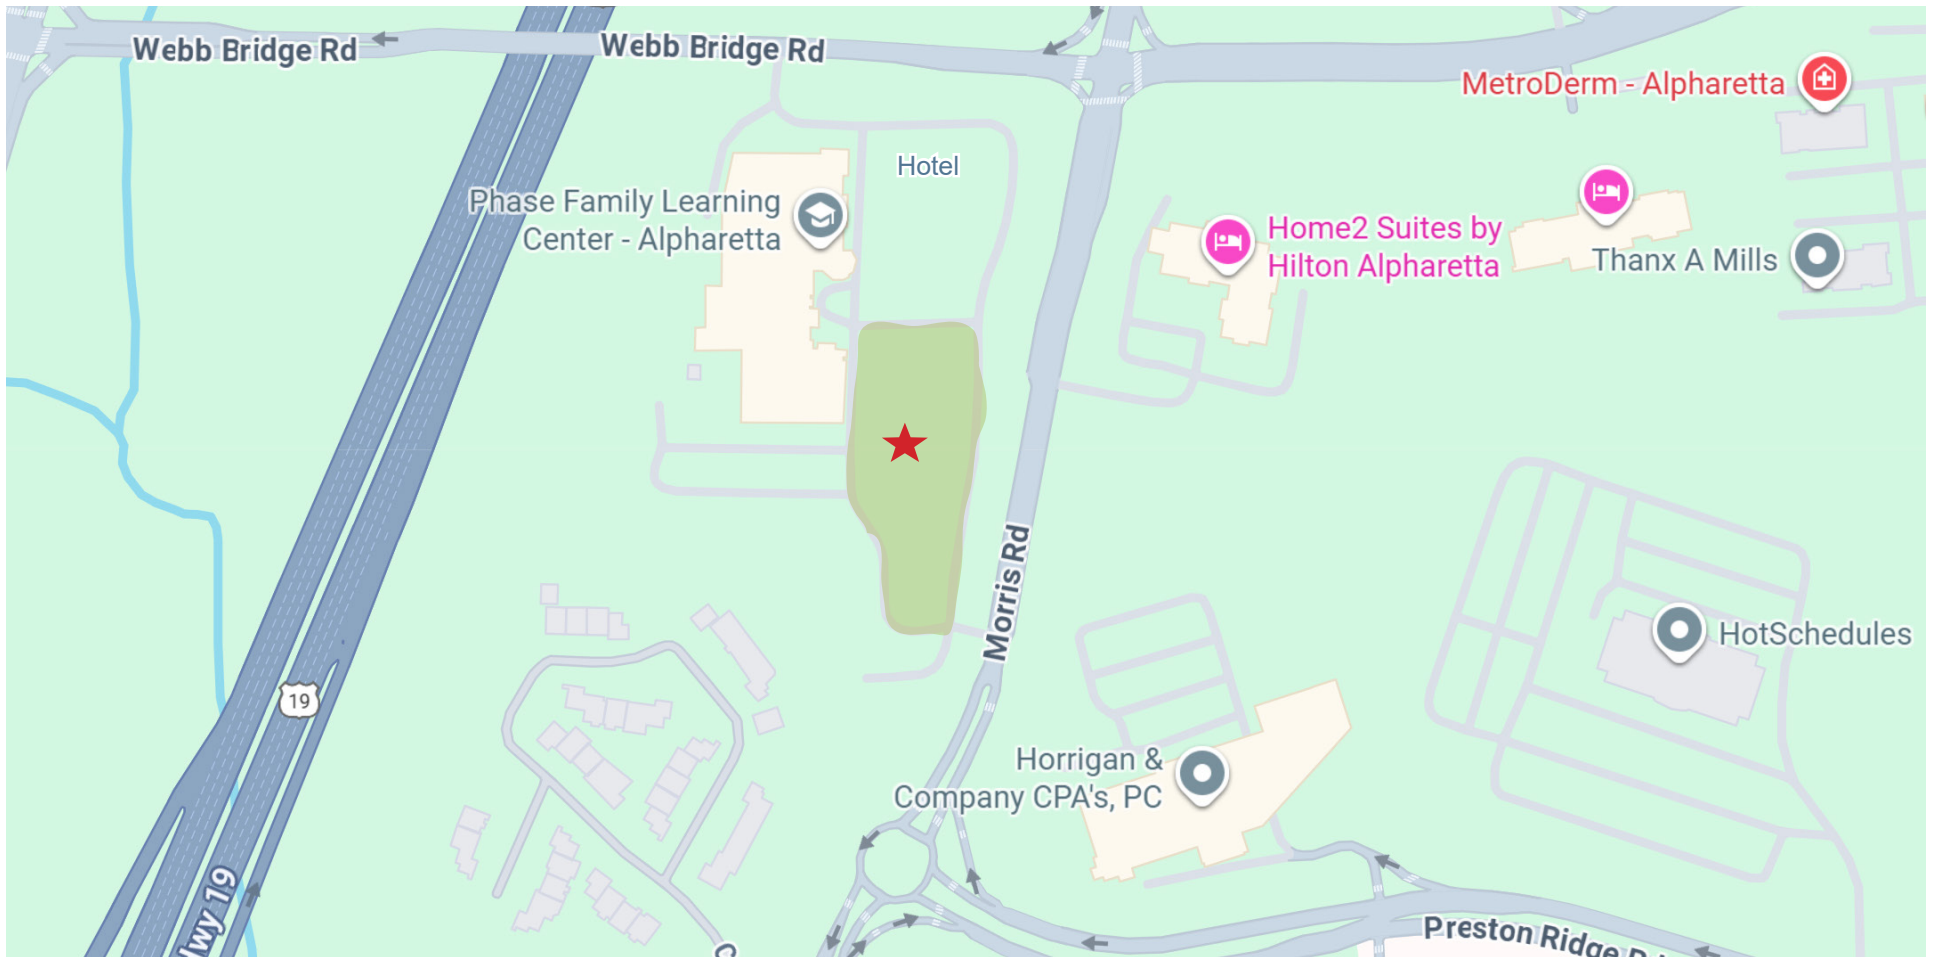 Webb Bridge Rd
Webb Bridge Rd
MetroDerm - Alpharetta
Hotel
Phase Family Learning
Center - Alpharetta
Home2 Suites by
Hilton Alpharetta
Thanx A Mills
Morris Rd
HotSchedules
19
Horrigan &
Company CPA's, PC
Hwy 19
Preston Ridge